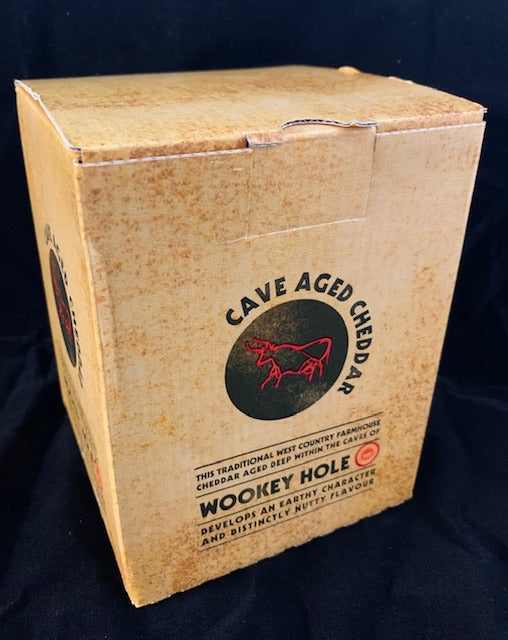 CAVE AGED CHEDDAR
THIS TRADITIONAL WEST COUNTRY FARMHOUSE
CHEDDAR AGED DEEP WITHIN THE CAVES OF
WOOKEY HOLE
DEVELOPS AN EARTHY CHARACTER
AND DISTINCTLY NUTTY FLAVOUR